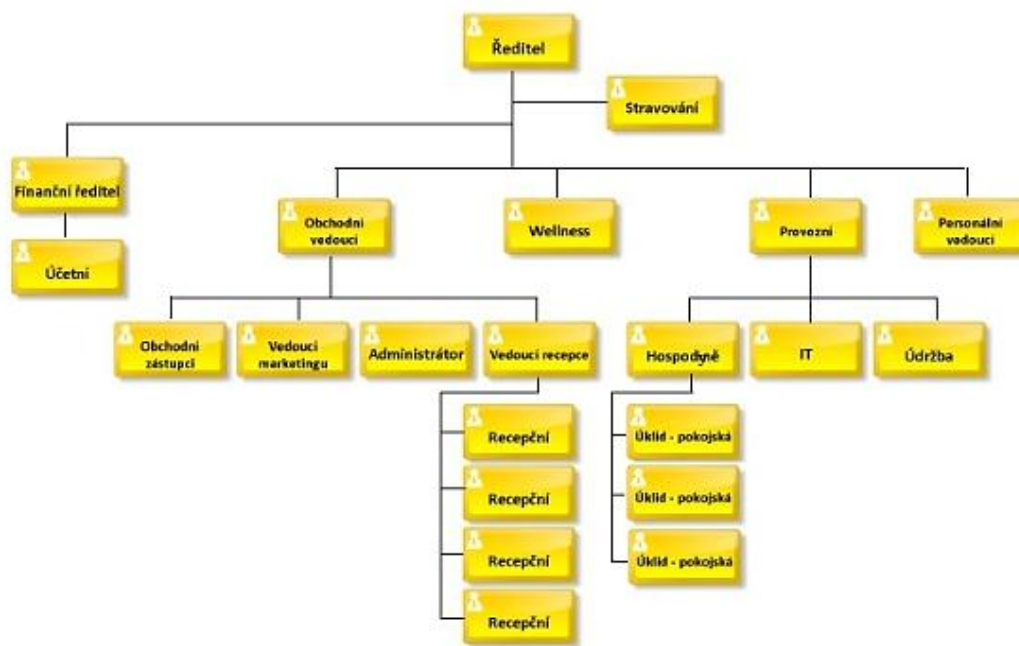 Ředitel
Stravování
Finanční ředitel
Obchodní
vedoucí
Wellness
Provozní
Personální
vedoucí
Účetní
Obchodní
zástupci
Vedoucí
marketingu
Administrátor
Vedoucí recepce
Hospodyně
IT
Údržba
Recepční
Úklid - pokojská
Recepční
Úklid - pokojská
Recepční
Úklid - pokojská
Recepční